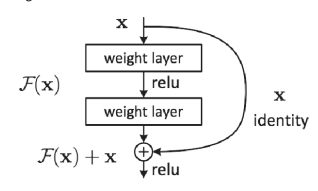 x
weight layer
relu
F(x)
x
identity
weight layer
F(x) + x
relu